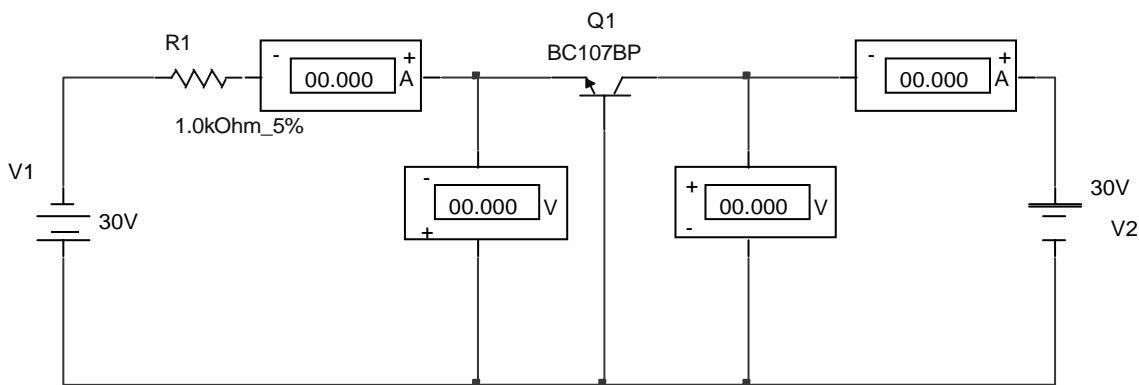 Q1
BC107BP
R1
- 00.000 + A
- 00.000 + A
1.0kOhm_5%
V1
30V
- 00.000 V +
+ 00.000 V -
30V
V2